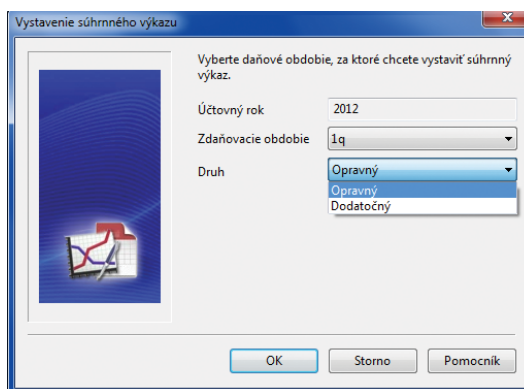 Vystavenie súhrnného výkazu
Vyberte daňové obdobie, za ktoré chcete vystaviť súhrnný
výkaz.
Účtovný rok 2012
Zdaňovacie obdobie 1q
Druh Opravný
Opravný
Dodatočný
OK Storno Pomocník